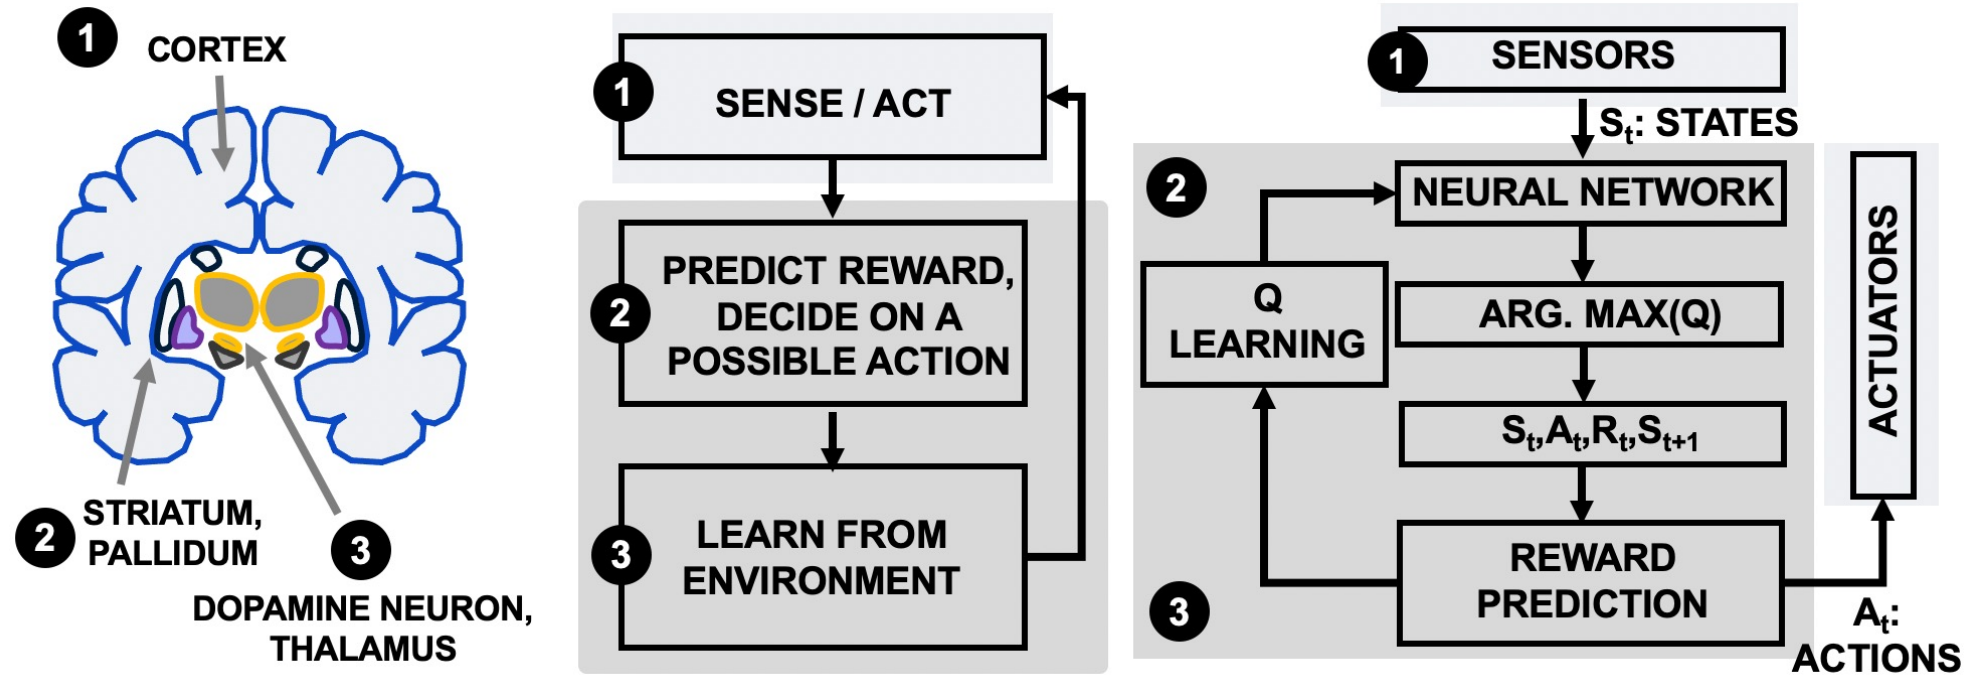 1
CORTEX
2
STRIATUM,
PALLIDUM
3
DOPAMINE NEURON,
THALAMUS
1
SENSE / ACT
2
PREDICT REWARD,
DECIDE ON A
POSSIBLE ACTION
3
LEARN FROM
ENVIRONMENT
1
SENSORS
Sₜ: STATES
2
NEURAL NETWORK
Q
LEARNING
ARG. MAX(Q)
Sₜ,Aₜ,Rₜ,Sₜ₊₁
3
REWARD
PREDICTION
ACTUATORS
Aₜ:
ACTIONS